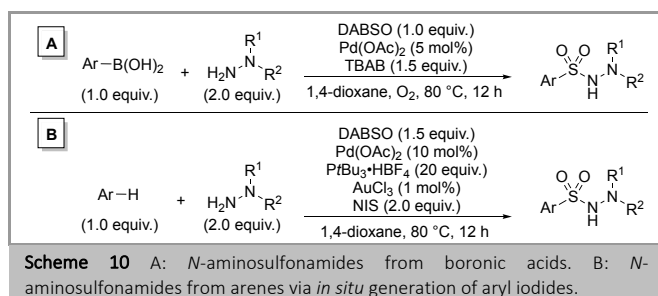 A
Ar B(OH)2
(1.0 equiv.)
+
H2N N R1 R2
(2.0 equiv.)
DABSO (1.0 equiv.)
Pd(OAc)2 (5 mol%)
TBAB (1.5 equiv.)
1,4-dioxane, O2, 80 °C, 12 h
O O R1
Ar S N N R2
H
B
Ar H
(1.0 equiv.)
+
H2N N R1 R2
(2.0 equiv.)
DABSO (1.5 equiv.)
Pd(OAc)2 (10 mol%)
PtBu3•HBF4 (20 equiv.)
AuCl3 (1 mol%)
NIS (2.0 equiv.)
1,4-dioxane, 80 °C, 12 h
O O R1
Ar S N N R2
H
Scheme 10 A: N-aminosulfonamides from boronic acids. B: N-
aminosulfonamides from arenes via in situ generation of aryl iodides.